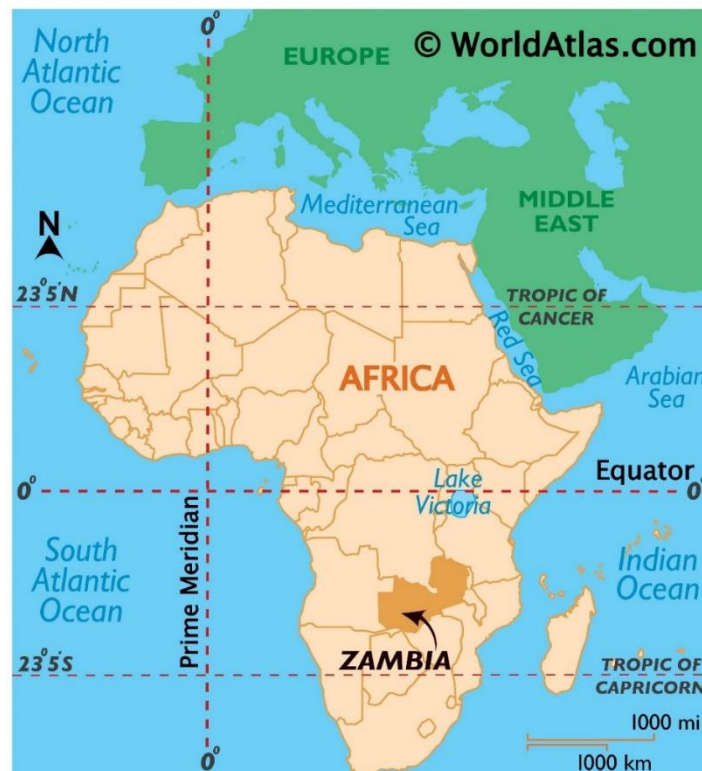 0°
© WorldAtlas.com
North
Atlantic
Ocean
EUROPE
MIDDLE
EAST
Mediterranean
Sea
N
23°5'N
TROPIC OF
CANCER
Red Sea
AFRICA
Arabian
Sea
Equator
0°
0°
Lake
Victoria
Prime Meridian
South
Atlantic
Ocean
Indian
Ocean
ZAMBIA
23°5'S
TROPIC OF
CAPRICORN
1000 mi
1000 km
0°